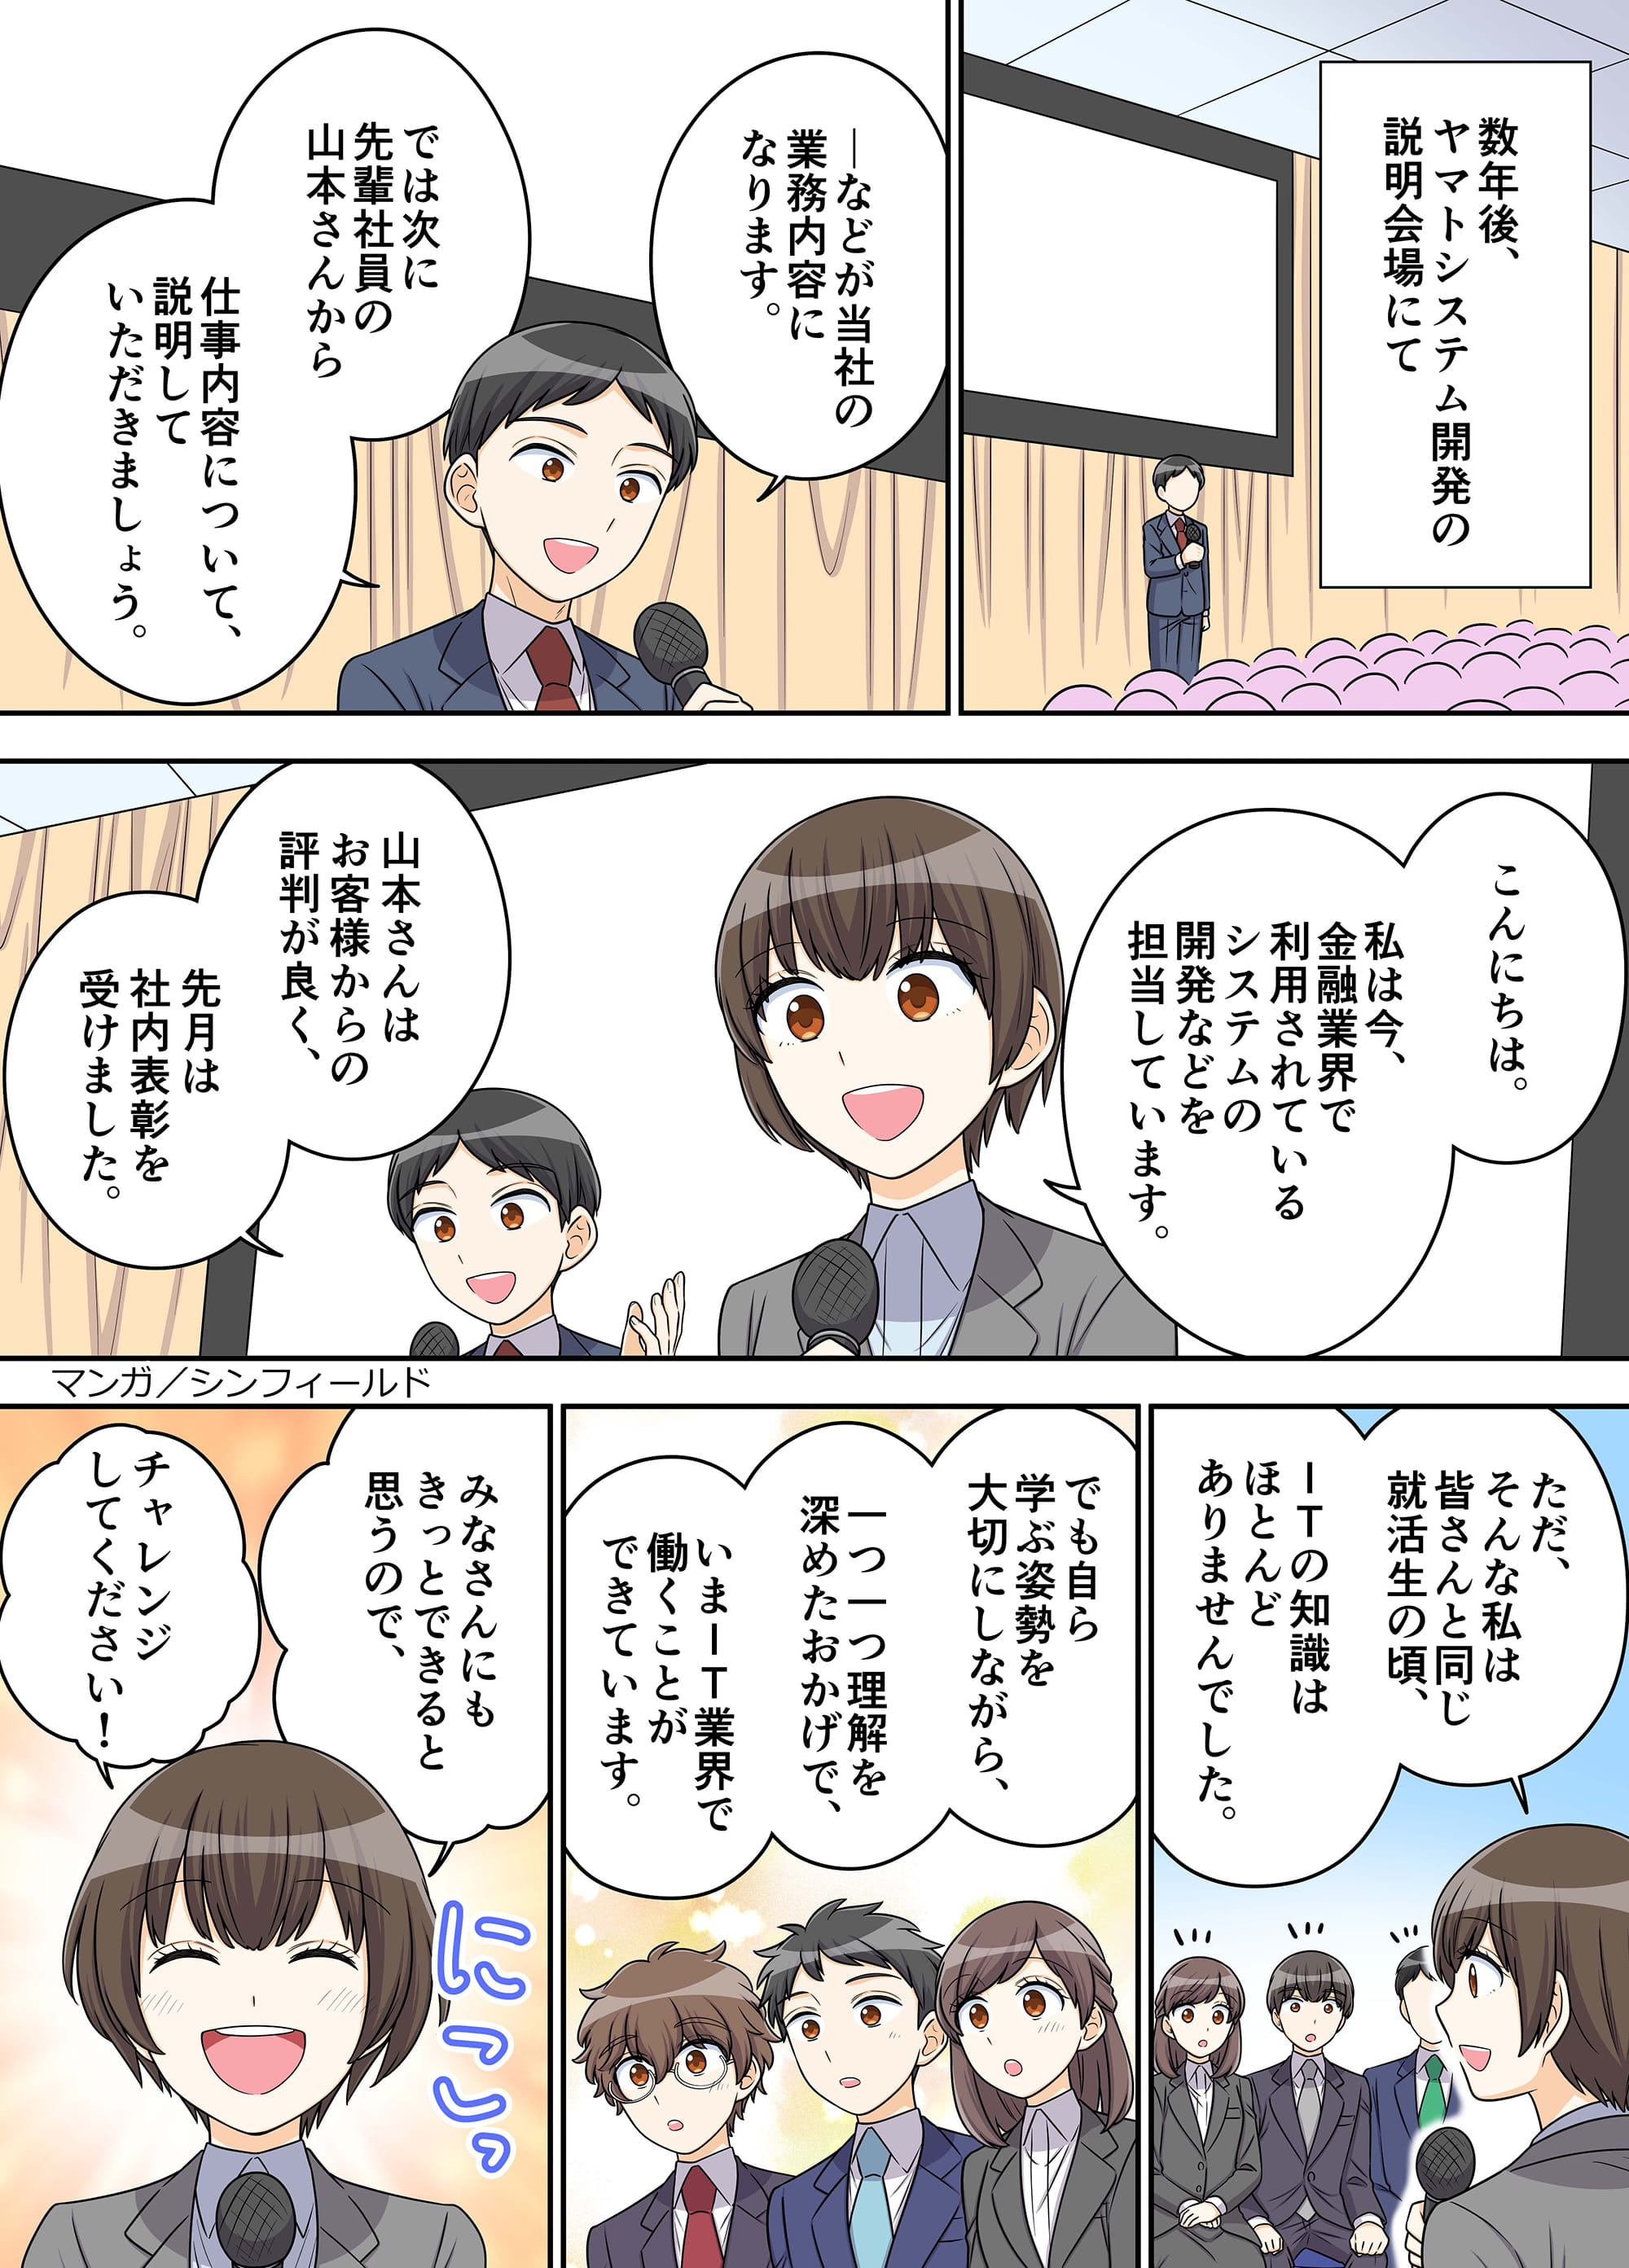 数年後、
ヤマトシステム開発の
説明会場にて
―などが当社の
業務内容に
なります。
では次に
先輩社員の
山本さんから
仕事内容について、
説明して
いただきましょう。
こんにちは。
私は今、
金融業界で
利用されている
システムの
開発などを
担当しています。
山本さんは
お客様からの
評判が良く、
先月は
社内表彰を
受けました。
マンガ／シンフィールド
ただ、
そんな私は
皆さんと同じ
就活生の頃、
ITの知識は
ほとんど
ありませんでした。
でも自ら
学ぶ姿勢を
大切にしながら、
一つ一つ理解を
深めたおかげで、
いまIT業界で
働くことが
できています。
みなさんにも
きっとできると
思うので、
チャレンジ
してください！
にこっ